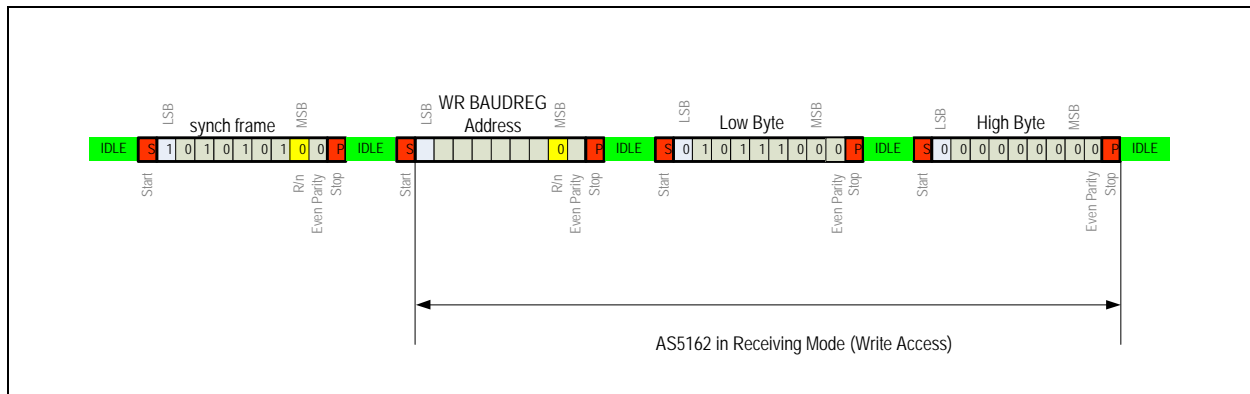 WR BAUDREG
LSB synch frame MSB LSB Address MSB LSB Low Byte MSB LSB High Byte MSB
IDLE S 1 0 1 0 1 0 1 0 0 P IDLE S 0 P IDLE S 0 1 0 1 1 1 0 0 0 0 P IDLE S 0 0 0 0 0 0 0 0 0 P IDLE
Start R/n Even Parity Stop Start R/n Even Parity Stop Start Even Parity Stop Start Even Parity Stop
AS5162 in Receiving Mode (Write Access)